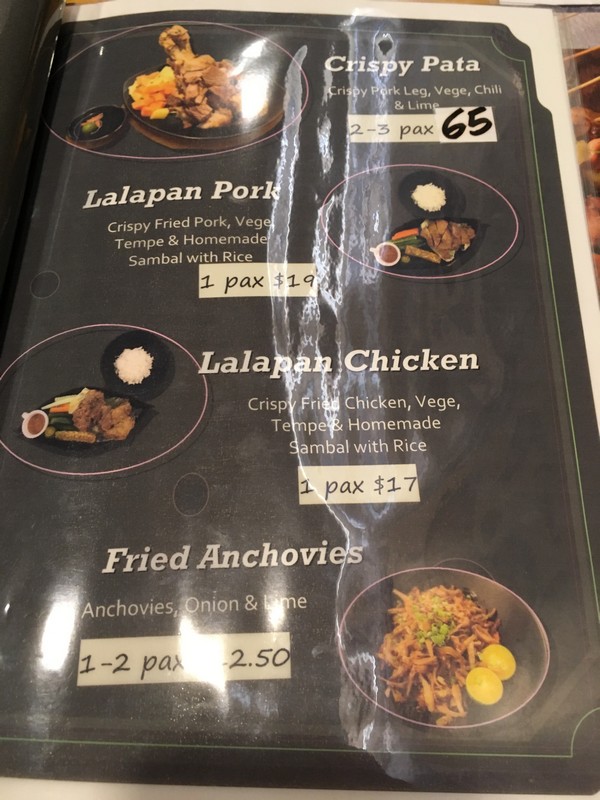 Crispy Pata
Crispy Pork Leg, Vege, Chili
& Lime
2-3 pax 65
Lalapan Pork
Crispy Fried Pork, Vege,
Tempe & Homemade
Sambal with Rice
1 pax $19
Lalapan Chicken
Crispy Fried Chicken, Vege,
Tempe & Homemade
Sambal with Rice
1 pax $17
Fried Anchovies
Anchovies, Onion & Lime
1-2 pax